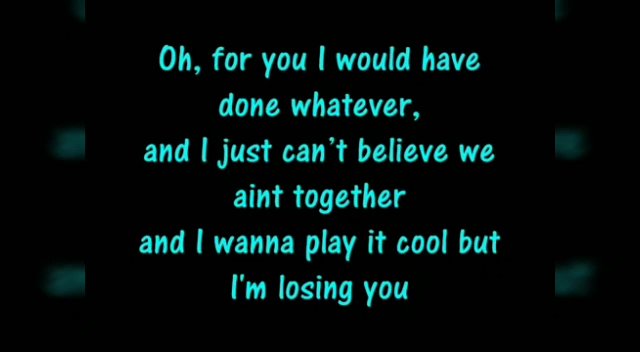 Oh, for you I would have
done whatever,
and I just can't believe we
aint together
and I wanna play it cool but
I'm losing you